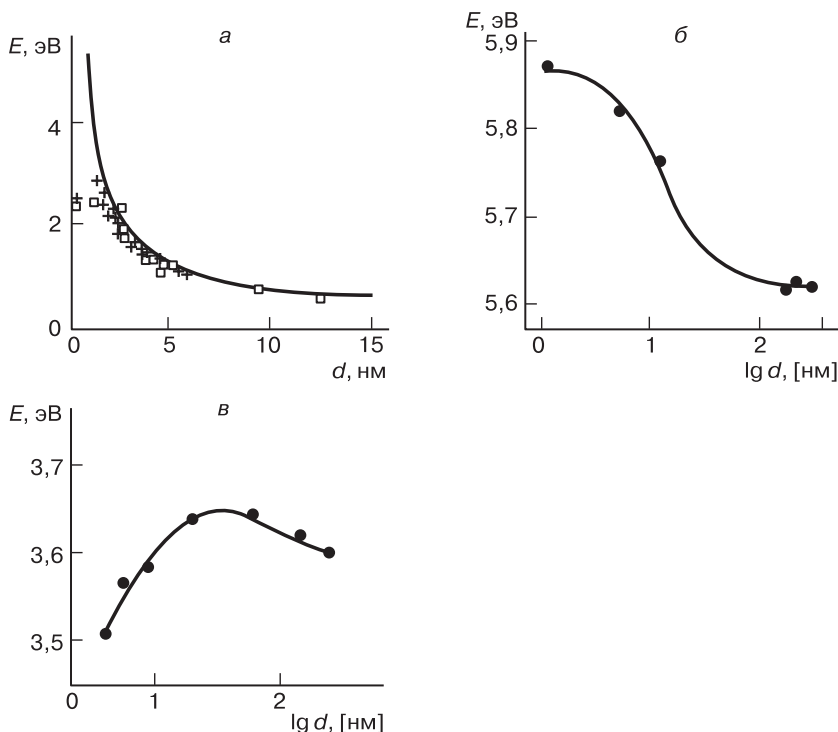 а
E, эВ
4
2
0
0 5 10 15
d, нм
б
E, эВ
5,9
5,8
5,7
5,6
0 1 2
lg d, [нм]
в
E, эВ
3,7
3,6
3,5
0 1 2
lg d, [нм]